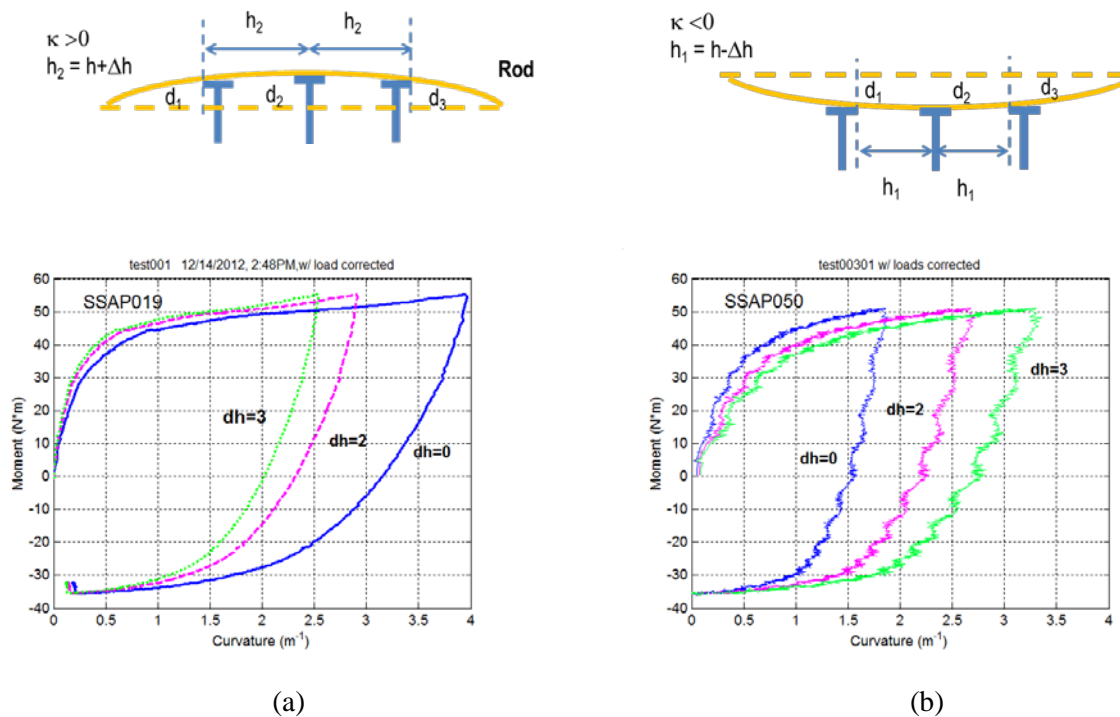 κ >0
h₂ = h+Δh
h₂ h₂
Rod
d₁ d₂ d₃
κ <0
h₁ = h-Δh
d₁ d₂ d₃
h₁ h₁
test001 12/14/2012, 2:48PM,w/ load corrected
SSAP019
60
50
40
30
20
10
0
-10
-20
-30
-40
Moment (N*m)
dh=3
dh=2
dh=0
0 0.5 1 1.5 2 2.5 3 3.5 4
Curvature (m⁻¹)
test00301 w/ loads corrected
SSAP050
60
50
40
30
20
10
0
-10
-20
-30
-40
Moment (N*m)
dh=3
dh=2
dh=0
0 0.5 1 1.5 2 2.5 3 3.5 4
Curvature (m⁻¹)
(a) (b)